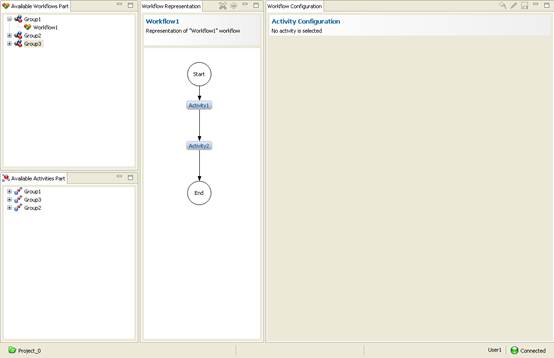 Available Workflows Part
Group1
Workflow1
Group2
Group3
Available Activities Part
Group1
Group3
Group2
Workflow Representation
Workflow1
Representation of "Workflow1" workflow
Start
Activity1
Activity2
End
Workflow Configuration
Activity Configuration
No activity is selected
Project_0
User1
Connected